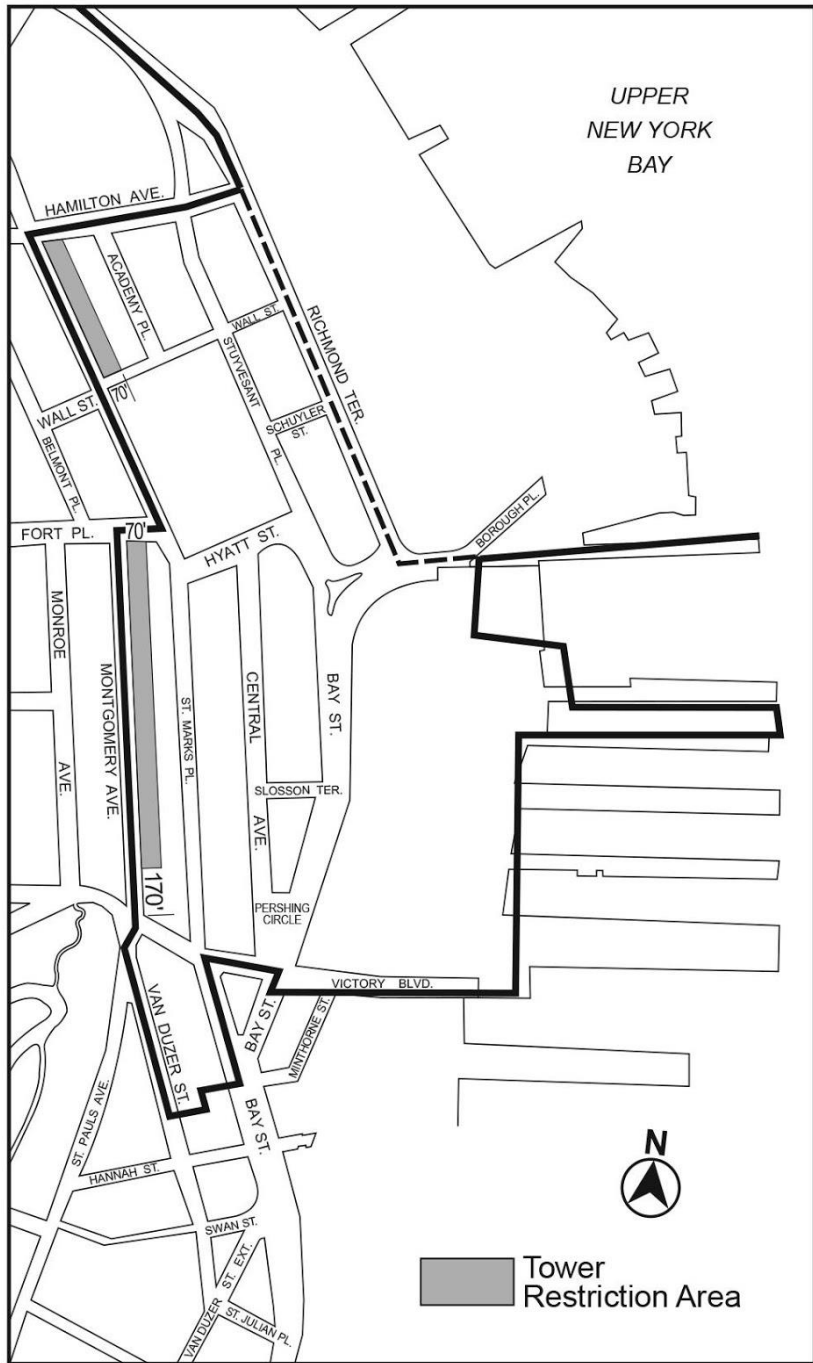 UPPER
NEW YORK
BAY
HAMILTON AVE.
ACADEMY PL.
WALL ST.
RICHMOND TER.
STUYVESANT
PL.
SCHUYLER
ST.
70'
WALL ST.
BELMONT PL.
BOROUGH PL.
FORT PL.
70'
HYATT ST.
MONROE
AVE.
MONTGOMERY AVE.
ST. MARKS PL.
CENTRAL
AVE.
BAY ST.
SLOSSON TER.
170'
PERSHING
CIRCLE
VICTORY BLVD.
VAN DUZER ST.
BAY ST.
MINTHORNE ST.
BAY ST.
ST. PAULS AVE.
HANNAH ST.
SWAN ST.
VAN DUZER ST. EXT.
ST. JULIAN PL.
N
Tower
Restriction Area